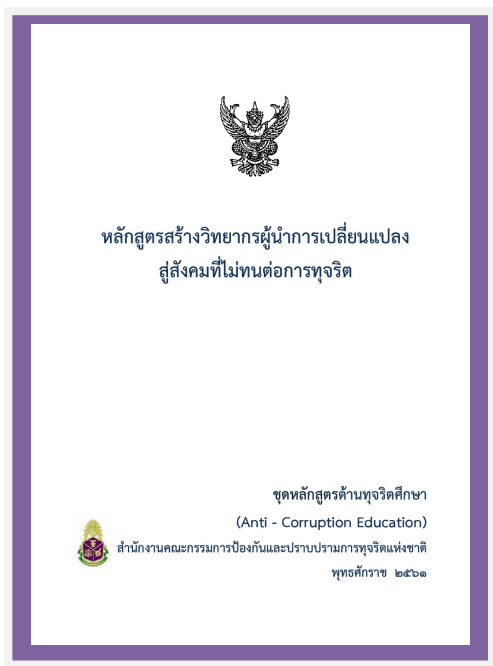 หลักสูตรสร้างวิทยากรผู้นำการเปลี่ยนแปลง
สู่สังคมที่ไม่ทนต่อการทุจริต
ชุดหลักสูตรต้านทุจริตศึกษา
(Anti - Corruption Education)
สำนักงานคณะกรรมการป้องกันและปราบปรามการทุจริตแห่งชาติ
พุทธศักราช ๒๕๖๑